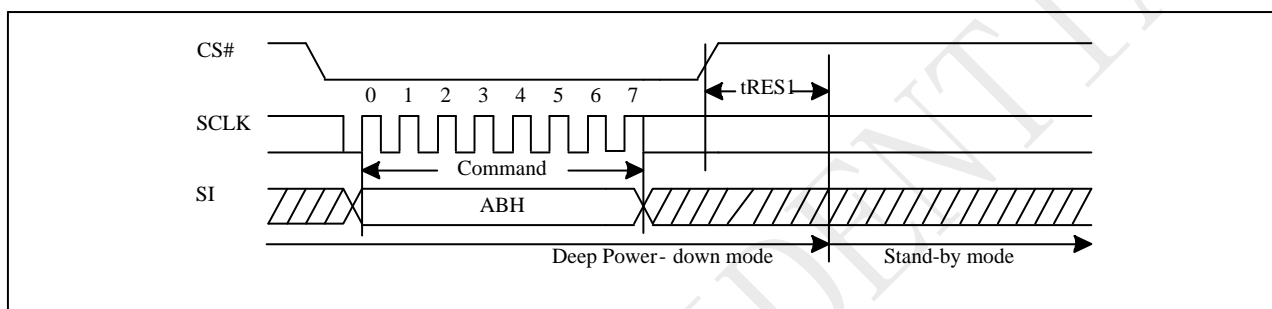 CS#
tRES1
0 1 2 3 4 5 6 7
SCLK
Command
SI
ABH
Deep Power- down mode Stand-by mode